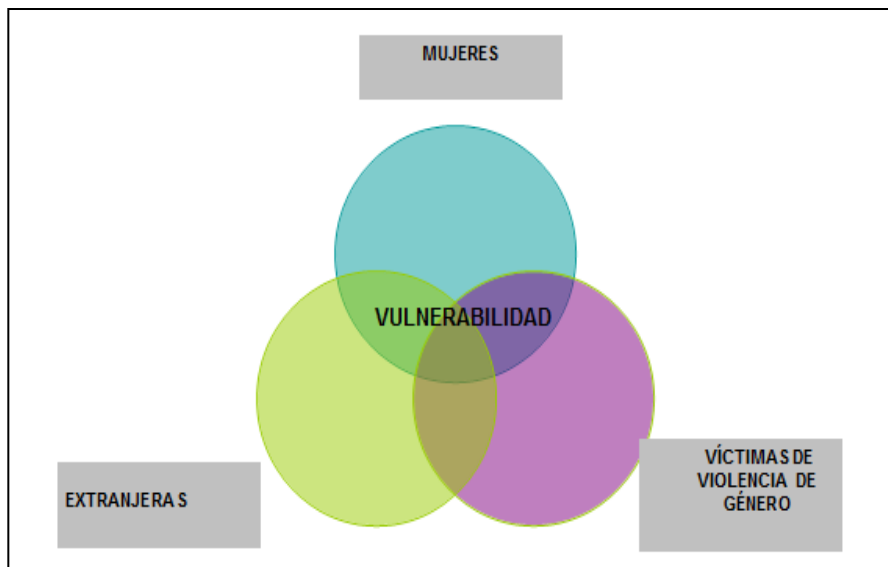 MUJERES
VULNERABILIDAD
EXTRANJERAS
VÍCTIMAS DE
VIOLENCIA DE
GÉNERO